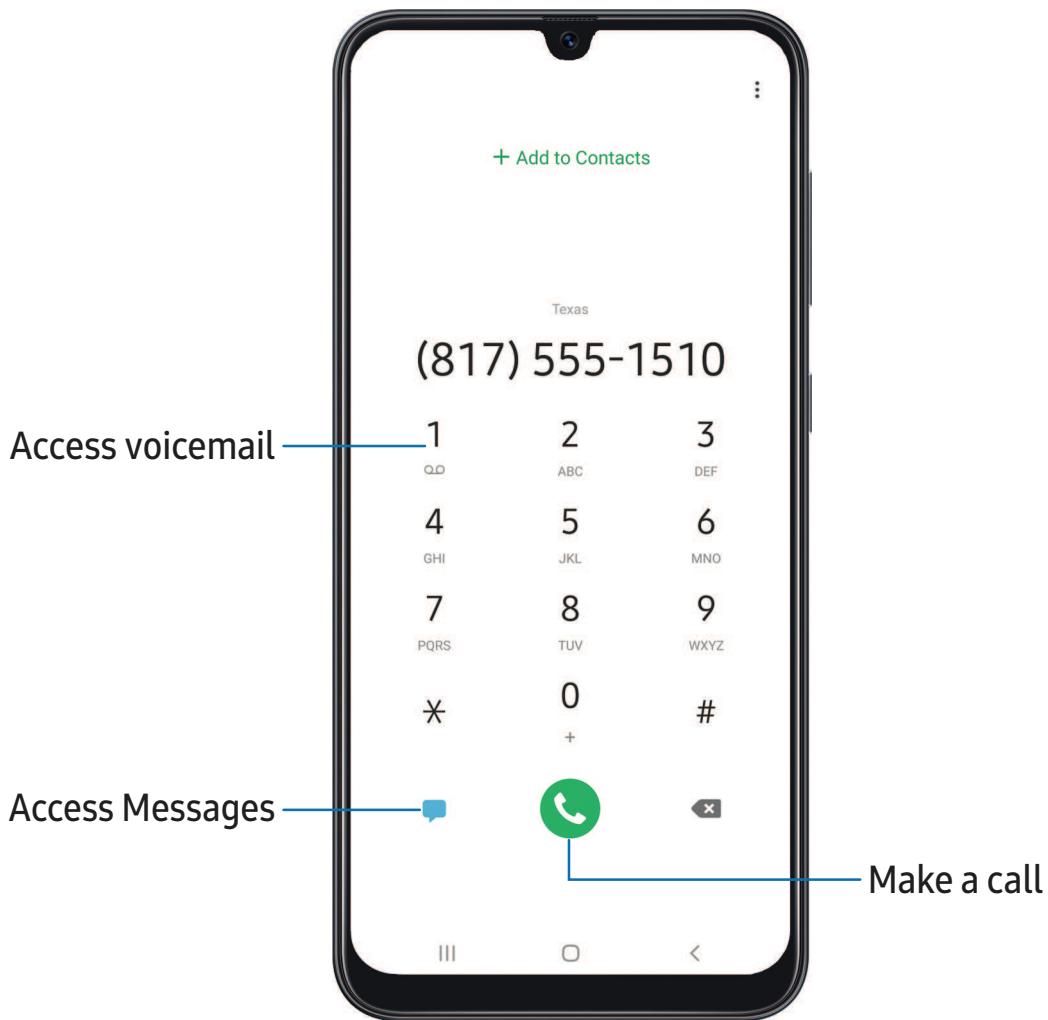 + Add to Contacts
Texas
(817) 555-1510
Access voicemail
1 2 3
ABC DEF
4 5 6
GHI JKL MNO
7 8 9
PQRS TUV WXYZ
* 0 #
+
Access Messages
Make a call